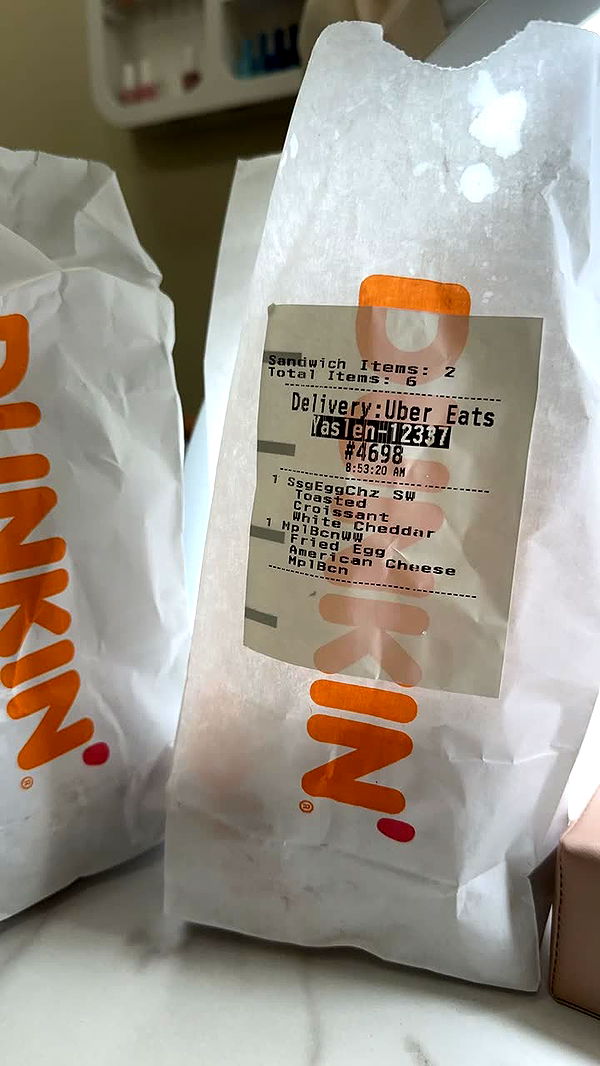 DUNKIN'
®
DUNKIN'
®
Sandwich Items: 2
Total Items: 6
Delivery:Uber Eats
Yaslen-12337
#4698
8:53:20 AM
1 SsgEggChz SW
Toasted
Croissant
White Cheddar
1 MplBcnWW
Fried Egg
American Cheese
MplBcn